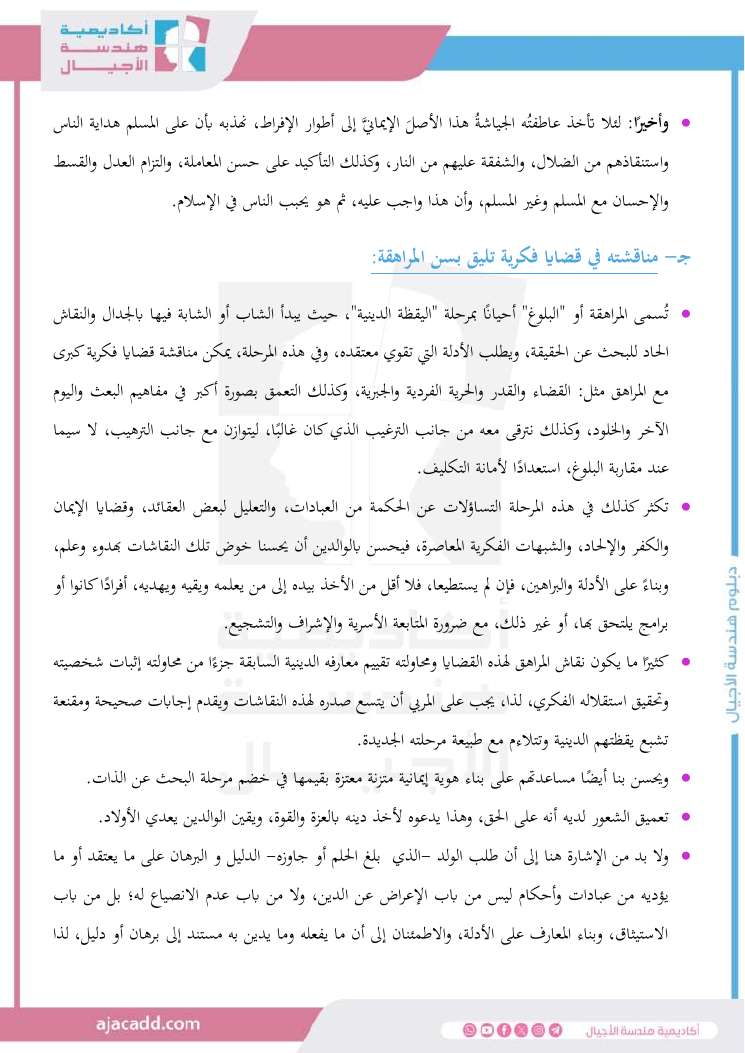 أكاديمية
هندسة
الأجيال
• وأخيرًا: لئلا تأخذ عاطفتُه الجياشةُ هذا الأصلَ الإيمانيَّ إلى أطوار الإفراط، نهذبه بأن على المسلم هداية الناس
واستنقاذهم من الضلال، والشفقة عليهم من النار، وكذلك التأكيد على حسن المعاملة، والتزام العدل والقسط
والإحسان مع المسلم وغير المسلم، وأن هذا واجب عليه، ثم هو يحبب الناس في الإسلام.
جـ- مناقشته في قضايا فكرية تليق بسن المراهقة:
• تُسمى المراهقة أو "البلوغ" أحيانًا بمرحلة "اليقظة الدينية"، حيث يبدأ الشاب أو الشابة فيها بالجدال والنقاش
الحاد للبحث عن الحقيقة، ويطلب الأدلة التي تقوي معتقده، وفي هذه المرحلة، يمكن مناقشة قضايا فكرية كبرى
مع المراهق مثل: القضاء والقدر والحرية الفردية والجبرية، وكذلك التعمق بصورة أكبر في مفاهيم البعث واليوم
الآخر والخلود، وكذلك نترقى معه من جانب الترغيب الذي كان غالبًا، ليتوازن مع جانب الترهيب، لا سيما
عند مقاربة البلوغ، استعدادًا لأمانة التكليف.
• تكثر كذلك في هذه المرحلة التساؤلات عن الحكمة من العبادات، والتعليل لبعض العقائد، وقضايا الإيمان
والكفر والإلحاد، والشبهات الفكرية المعاصرة، فيحسن بالوالدين أن يحسنا خوض تلك النقاشات بهدوء وعلم،
وبناءً على الأدلة والبراهين، فإن لم يستطيعا، فلا أقل من الأخذ بيده إلى من يعلمه ويقيه ويهديه، أفرادًا كانوا أو
برامج يلتحق بها، أو غير ذلك، مع ضرورة المتابعة الأسرية والإشراف والتشجيع.
• كثيرًا ما يكون نقاش المراهق لهذه القضايا ومحاولته تقييم معارفه الدينية السابقة جزءًا من محاولته إثبات شخصيته
وتحقيق استقلاله الفكري، لذا، يجب على المربي أن يتسع صدره لهذه النقاشات ويقدم إجابات صحيحة ومقنعة
تشبع يقظتهم الدينية وتتلاءم مع طبيعة مرحلته الجديدة.
• ويحسن بنا أيضًا مساعدتهم على بناء هوية إيمانية متزنة معتزة بقيمها في خضم مرحلة البحث عن الذات.
• تعميق الشعور لديه أنه على الحق، وهذا يدعوه لأخذ دينه بالعزة والقوة، ويقين الوالدين يعدي الأولاد.
• ولا بد من الإشارة هنا إلى أن طلب الولد -الذي بلغ الحلم أو جاوزه- الدليل و البرهان على ما يعتقد أو ما
يؤديه من عبادات وأحكام ليس من باب الإعراض عن الدين، ولا من باب عدم الانصياع له؛ بل من باب
الاستيثاق، وبناء المعارف على الأدلة، والاطمئنان إلى أن ما يفعله وما يدين به مستند إلى برهان أو دليل، لذا
دبلوم هندسة الأجيال
أكاديمية
هندسة
الأجيال
أكاديمية هندسة الأجيال
ajacadd.com